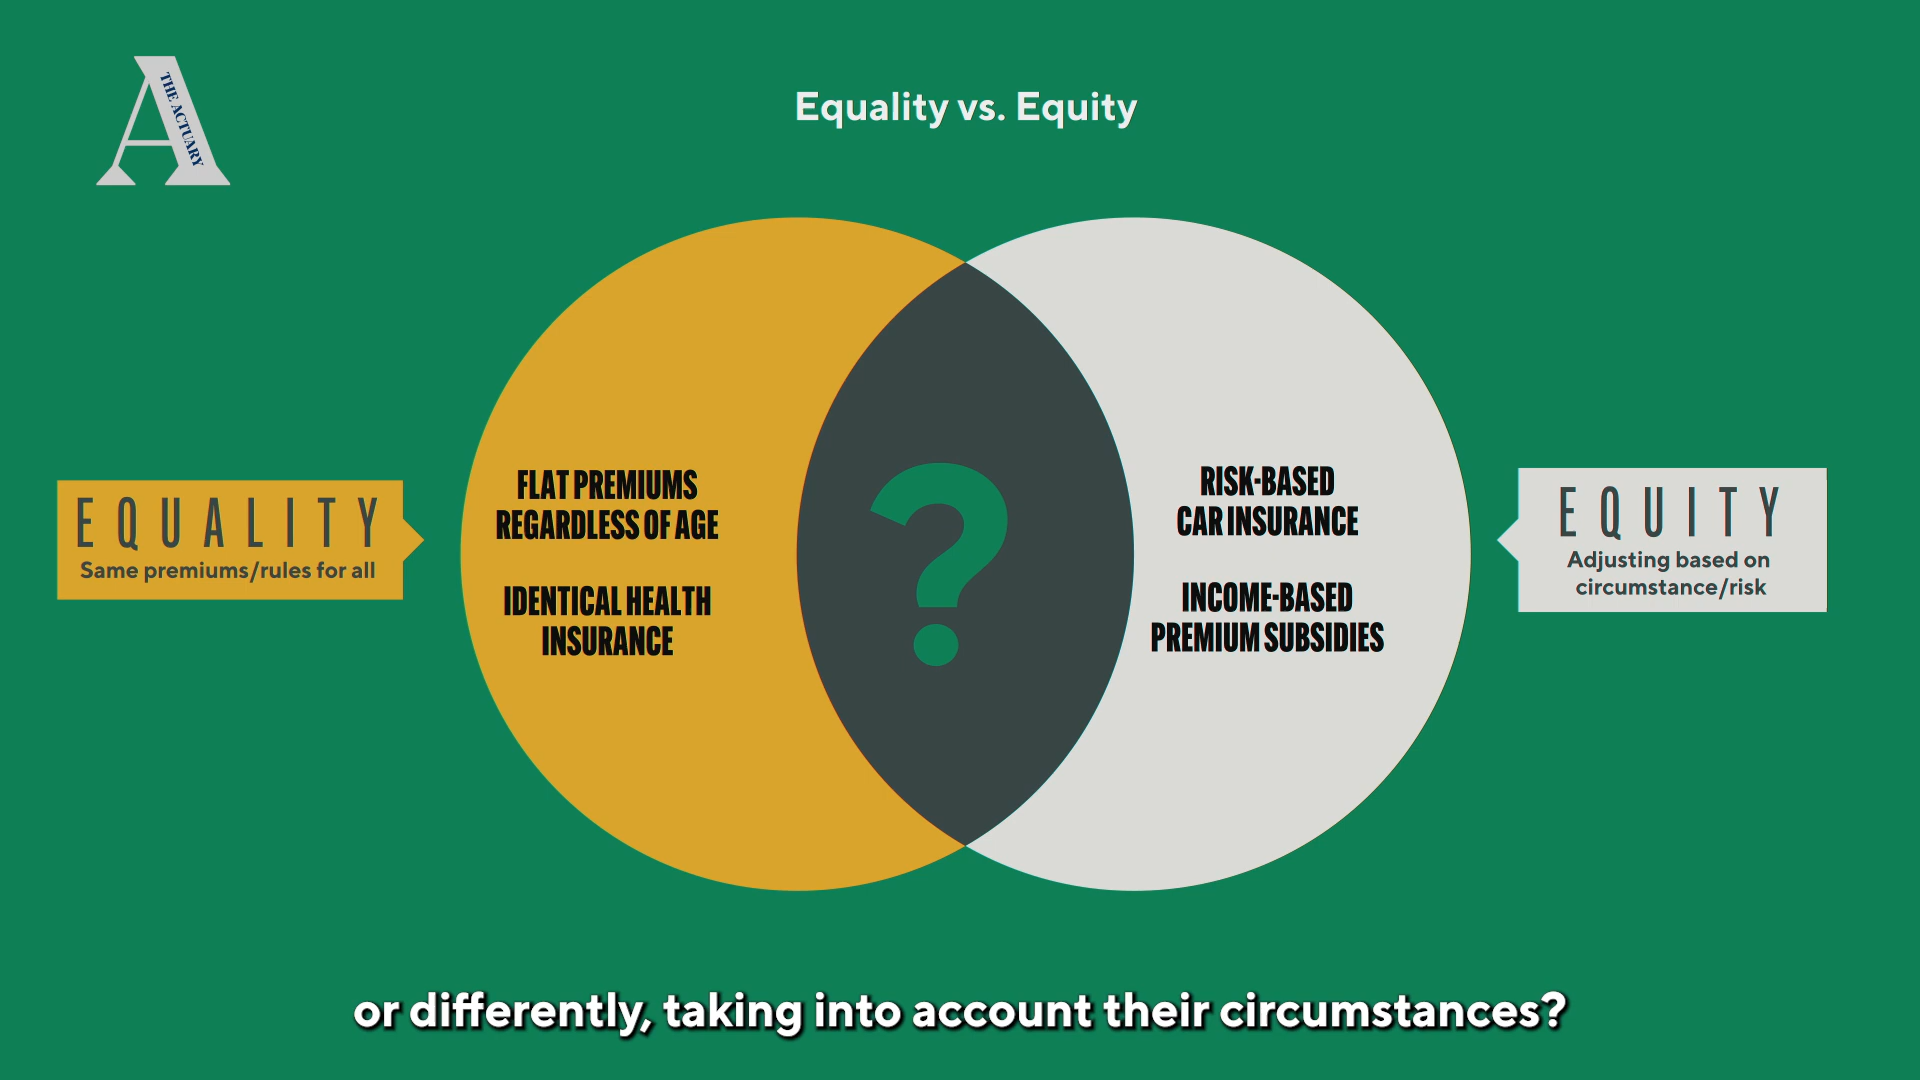 THE ACTUARY
Equality vs. Equity
EQUALITY
Same premiums/rules for all
FLAT PREMIUMS
REGARDLESS OF AGE
IDENTICAL HEALTH
INSURANCE
?
RISK-BASED
CAR INSURANCE
INCOME-BASED
PREMIUM SUBSIDIES
EQUITY
Adjusting based on
circumstance/risk
or differently, taking into account their circumstances?